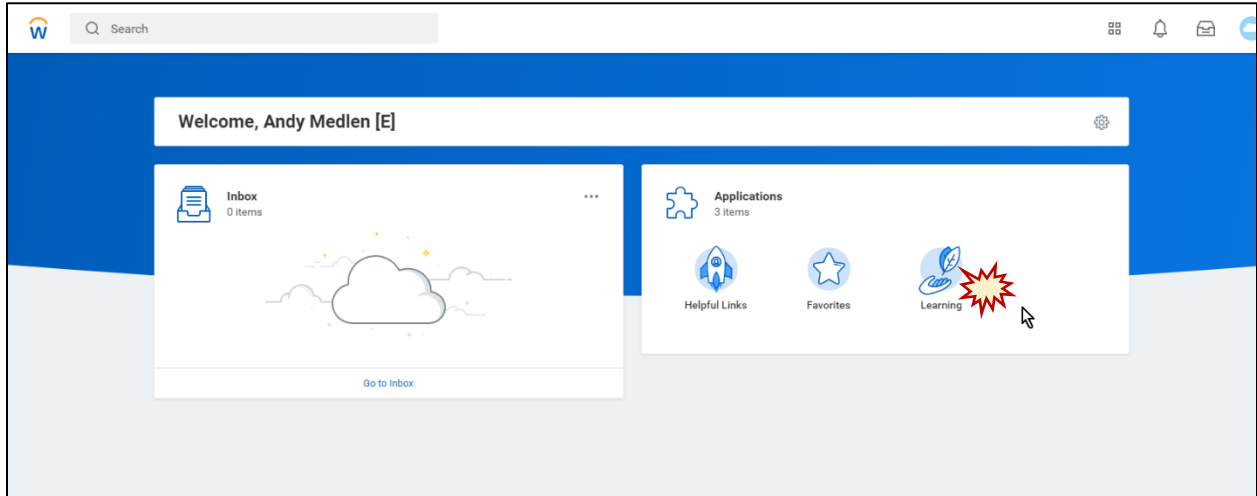 W
Search
Welcome, Andy Medlen [E]
Inbox
0 items
Applications
3 items
Helpful Links
Favorites
Learning
Go to Inbox